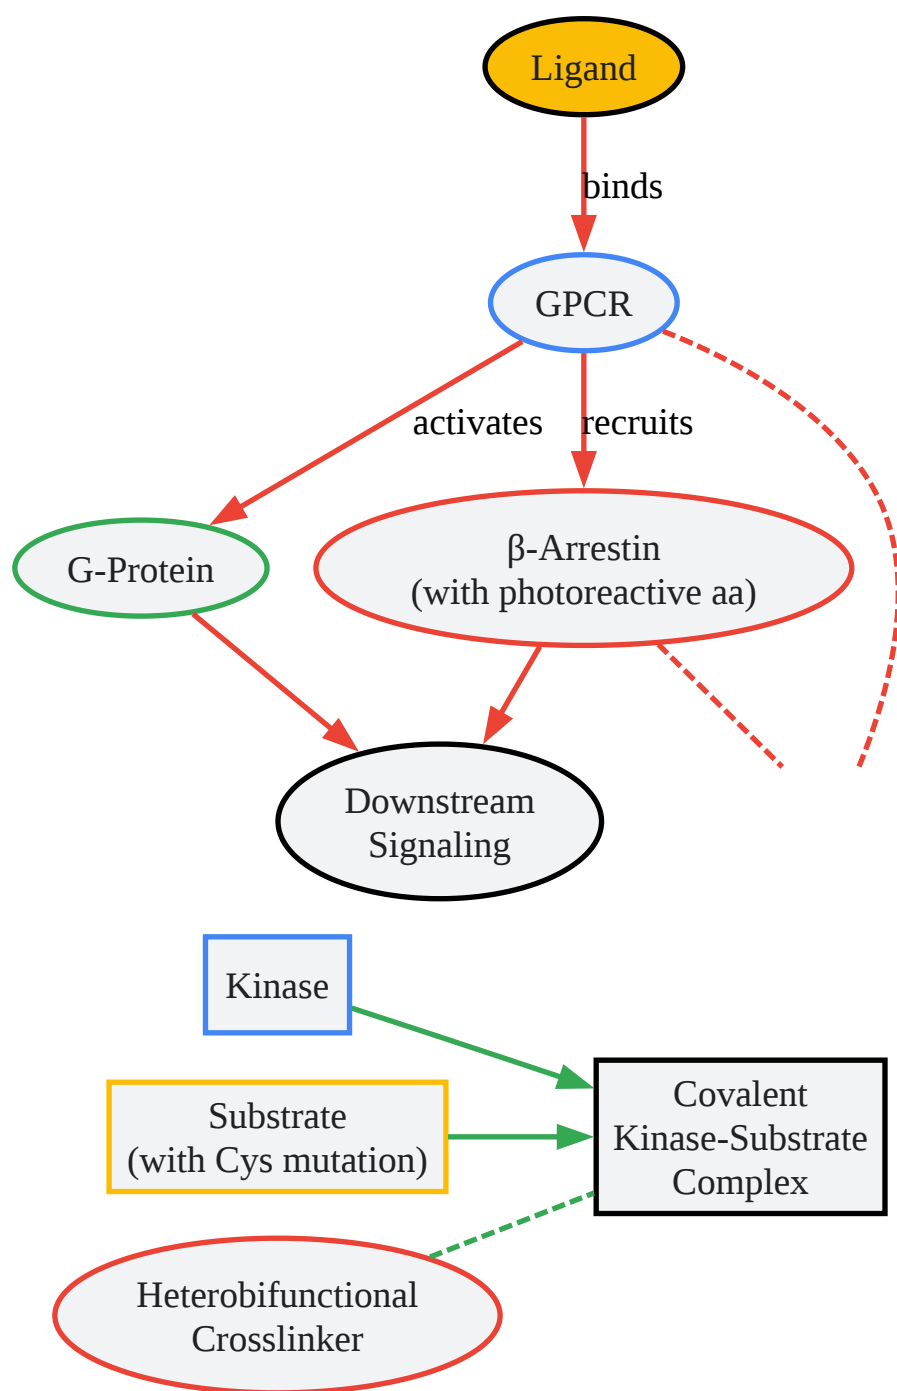 Ligand
binds
GPCR
activates
recruits
G-Protein
β-Arrestin
(with photoreactive aa)
Downstream
Signaling
Kinase
Substrate
(with Cys mutation)
Covalent
Kinase-Substrate
Complex
Heterobifunctional
Crosslinker